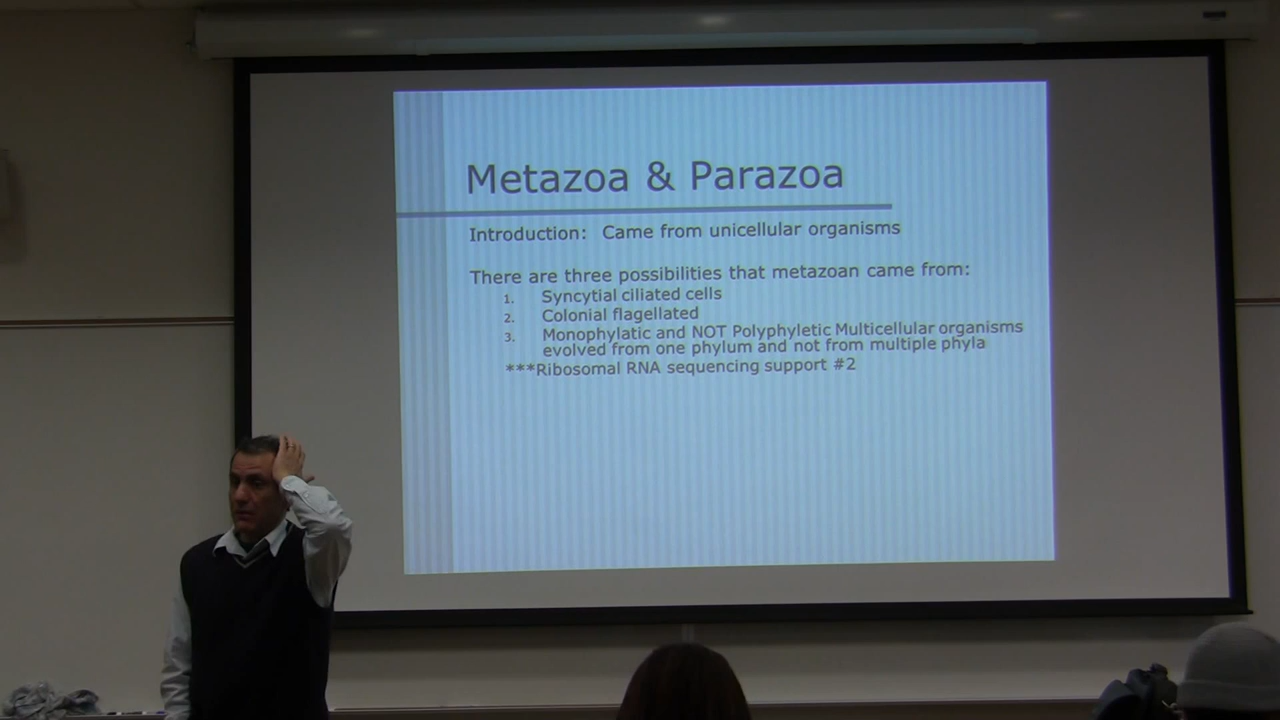 Metazoa & Parazoa
Introduction: Came from unicellular organisms
There are three possibilities that metazoan came from:
1. Syncytial ciliated cells
2. Colonial flagellated
3. Monophylatic and NOT Polyphyletic Multicellular organisms
evolved from one phylum and not from multiple phyla
***Ribosomal RNA sequencing support #2